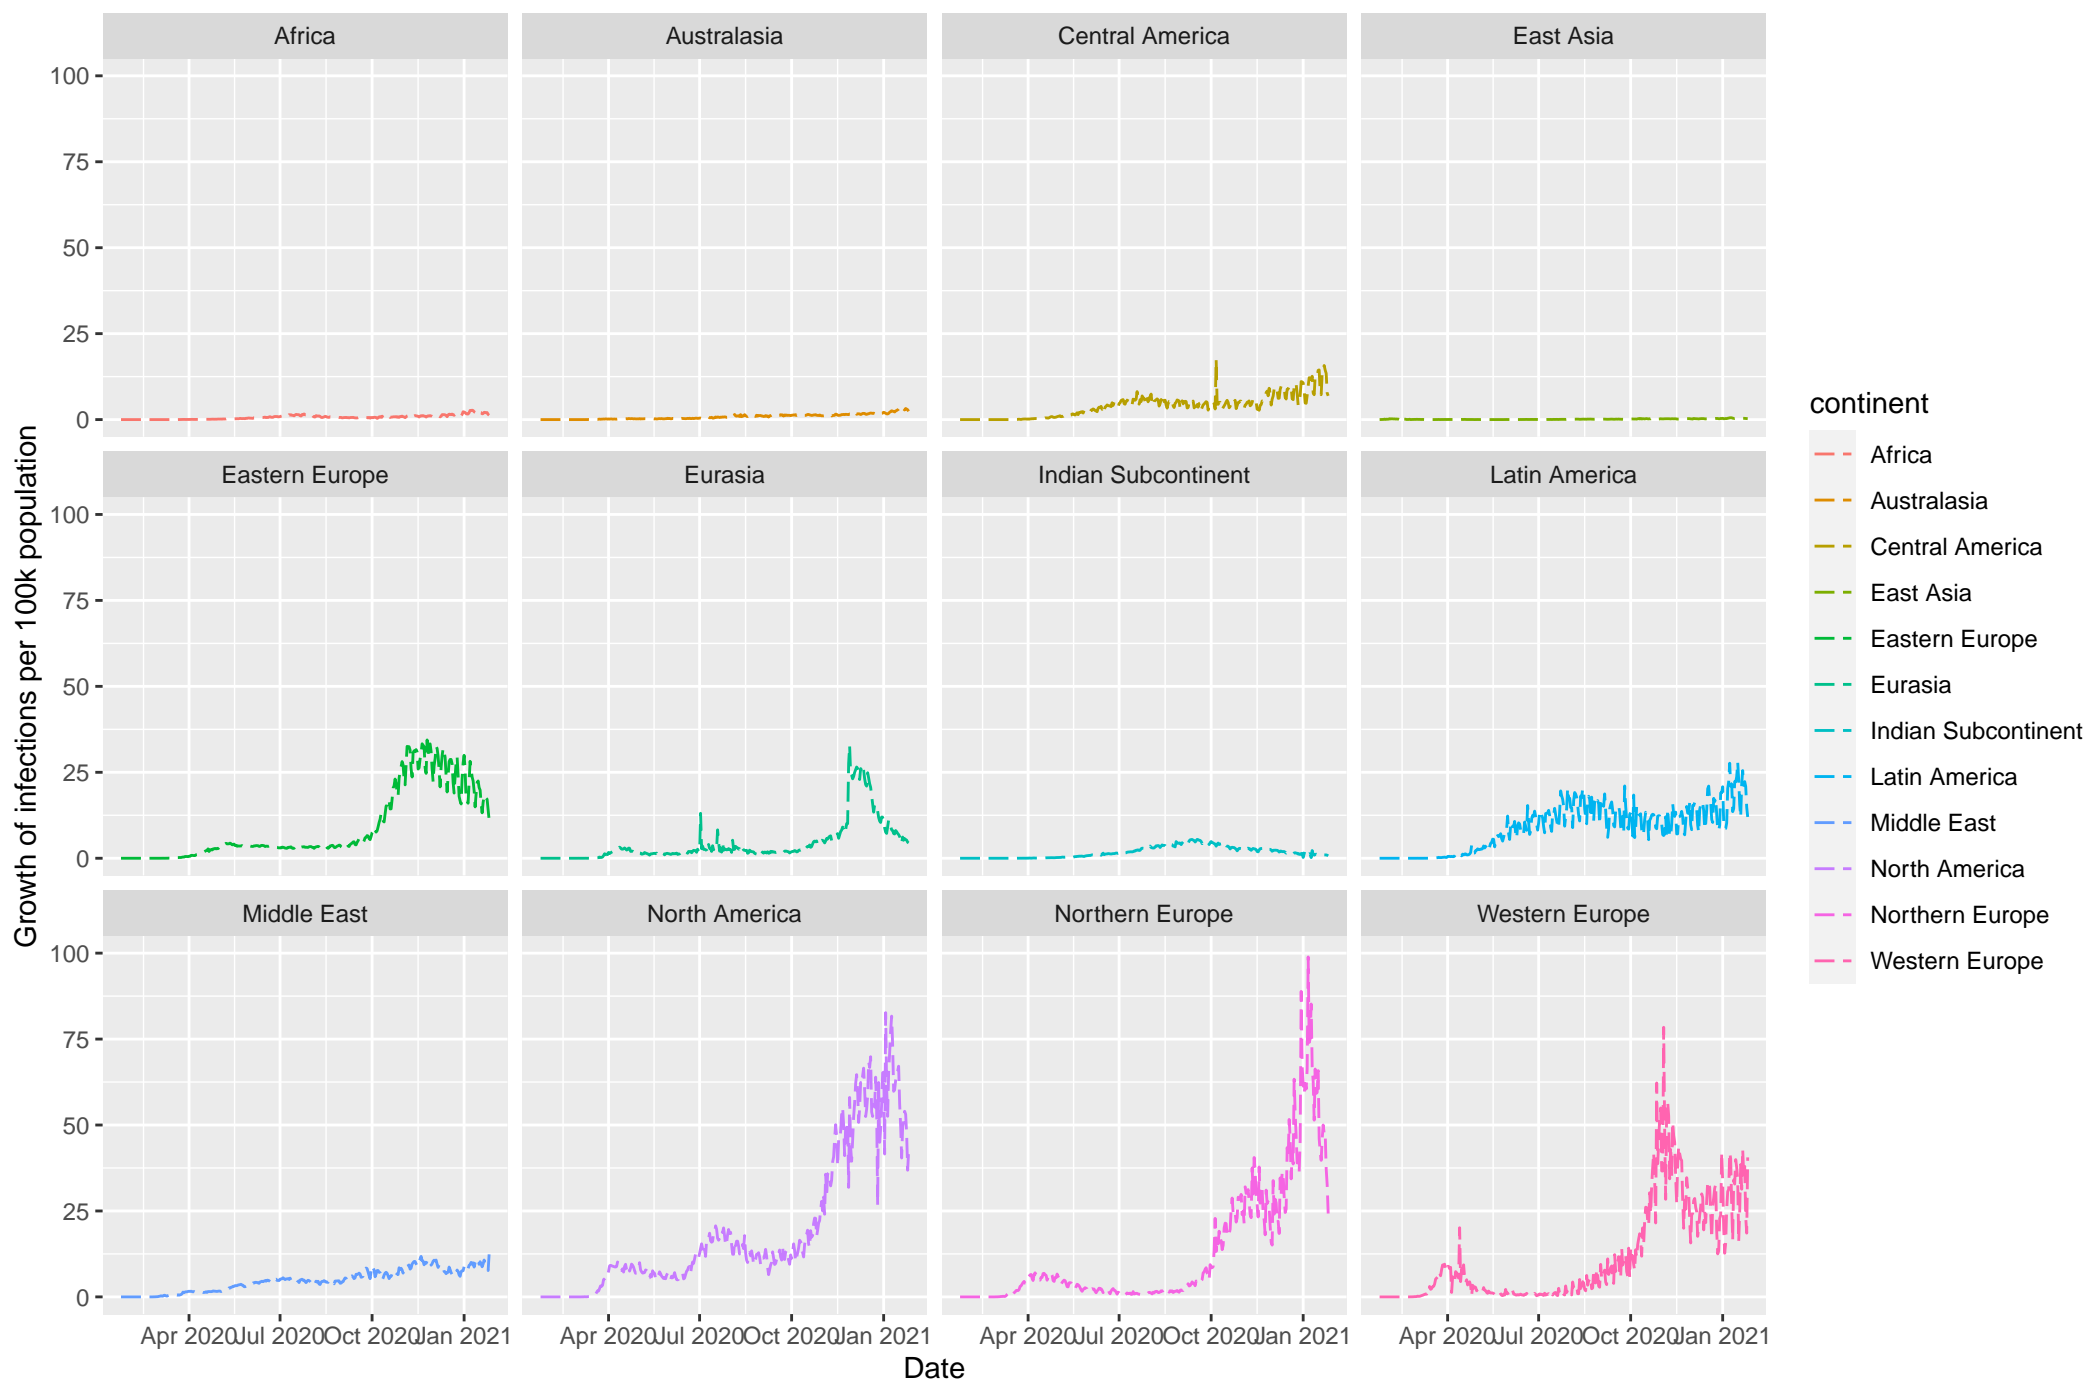 Africa
Australasia
Central America
East Asia
100
75
50
25
0
Eastern Europe
Eurasia
Indian Subcontinent
Latin America
100
75
50
25
0
Middle East
North America
Northern Europe
Western Europe
100
75
50
25
0
Apr 2020 Jul 2020 Oct 2020 Jan 2021
Apr 2020 Jul 2020 Oct 2020 Jan 2021
Apr 2020 Jul 2020 Oct 2020 Jan 2021
Apr 2020 Jul 2020 Oct 2020 Jan 2021
Date
Growth of infections per 100k population
continent
Africa
Australasia
Central America
East Asia
Eastern Europe
Eurasia
Indian Subcontinent
Latin America
Middle East
North America
Northern Europe
Western Europe